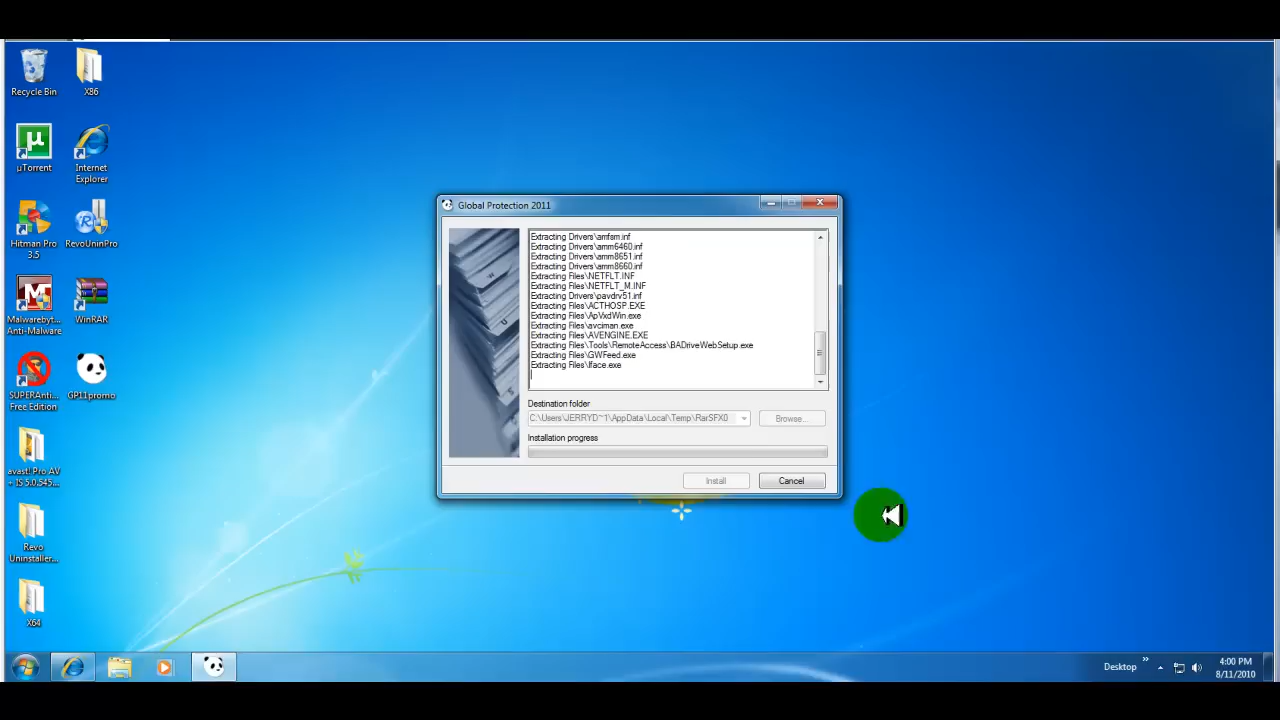 Recycle Bin
X86
µTorrent
Internet
Explorer
Hitman Pro
3.5
RevoUninPro
Malwarebyt...
Anti-Malware
WinRAR
SUPERAnti...
Free Edition
GP11promo
avast! Pro AV
+ IS 5.0.545...
Revo
Uninstaller...
X64
Global Protection 2011
Extracting Drivers\amfsm.inf
Extracting Drivers\amm6460.inf
Extracting Drivers\amm8651.inf
Extracting Drivers\amm8660.inf
Extracting Files\NETFLT.INF
Extracting Files\NETFLT_M.INF
Extracting Drivers\pavdrv51.inf
Extracting Files\ACTHOSP.EXE
Extracting Files\ApVxdWin.exe
Extracting Files\avciman.exe
Extracting Files\AVENGINE.EXE
Extracting Files\Tools\RemoteAccess\BADriveWebSetup.exe
Extracting Files\GWFeed.exe
Extracting Files\Iface.exe
Destination folder
C:\Users\JERRYD~1\AppData\Local\Temp\RarSFX0
Browse...
Installation progress
Install
Cancel
Desktop
4:00 PM
8/11/2010